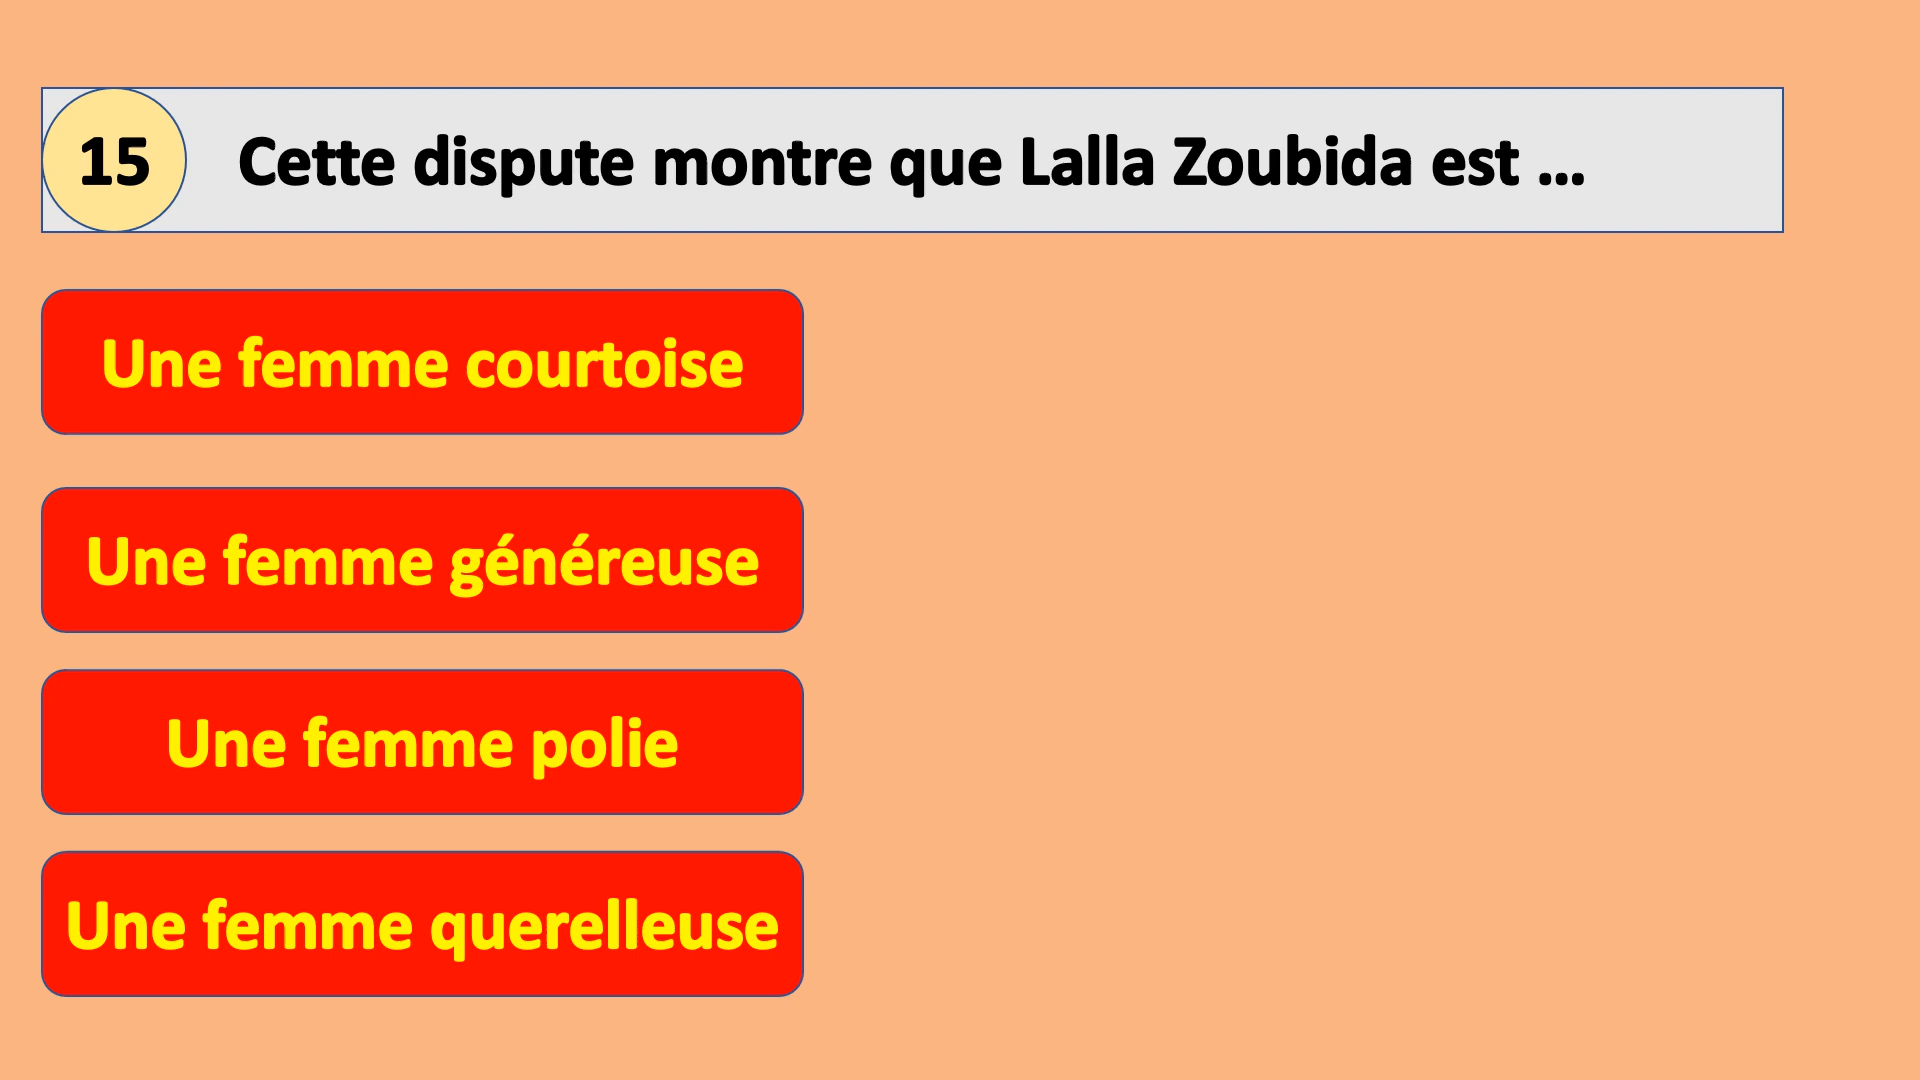 15 Cette dispute montre que Lalla Zoubida est ...
Une femme courtoise
Une femme généreuse
Une femme polie
Une femme querelleuse